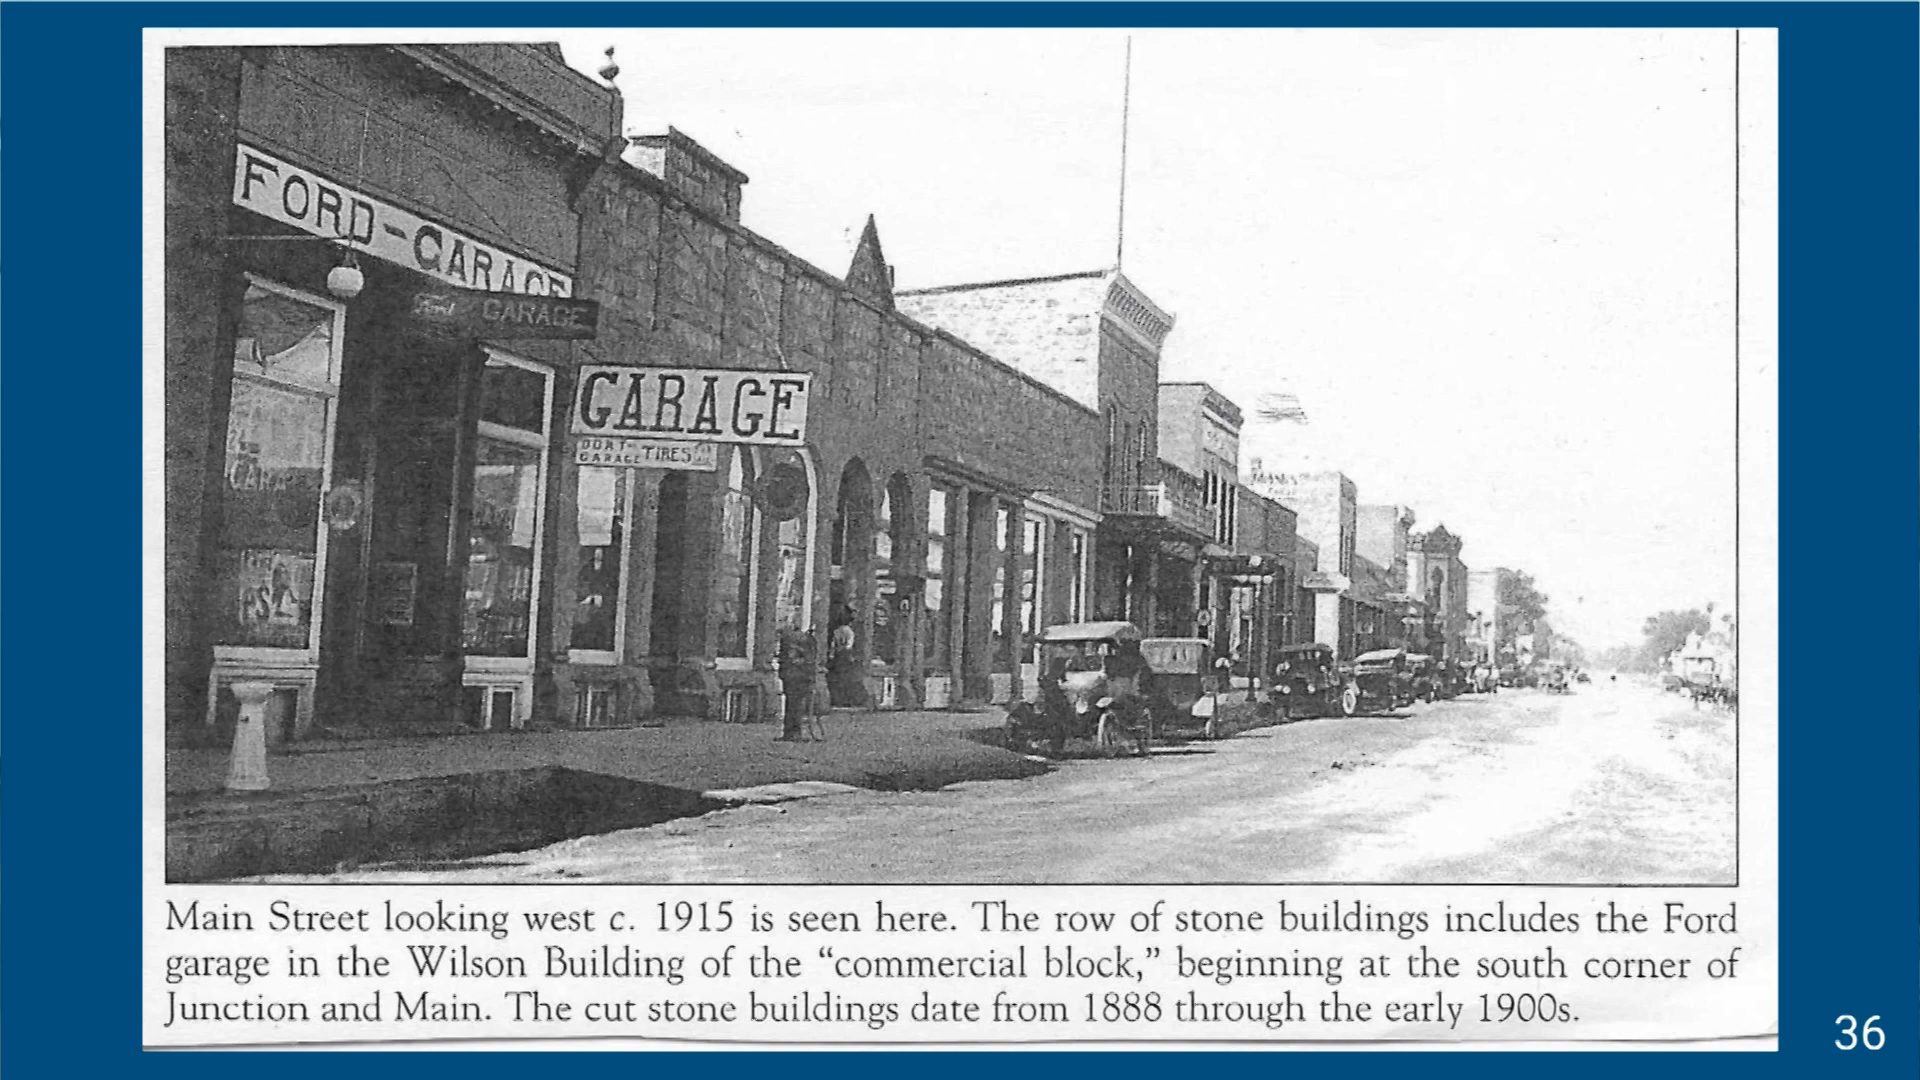 FORD-GARAGE
Ford GARAGE
GARAGE
DORT GARAGE TIRES
Main Street looking west c. 1915 is seen here. The row of stone buildings includes the Ford
garage in the Wilson Building of the “commercial block,” beginning at the south corner of
Junction and Main. The cut stone buildings date from 1888 through the early 1900s.
36